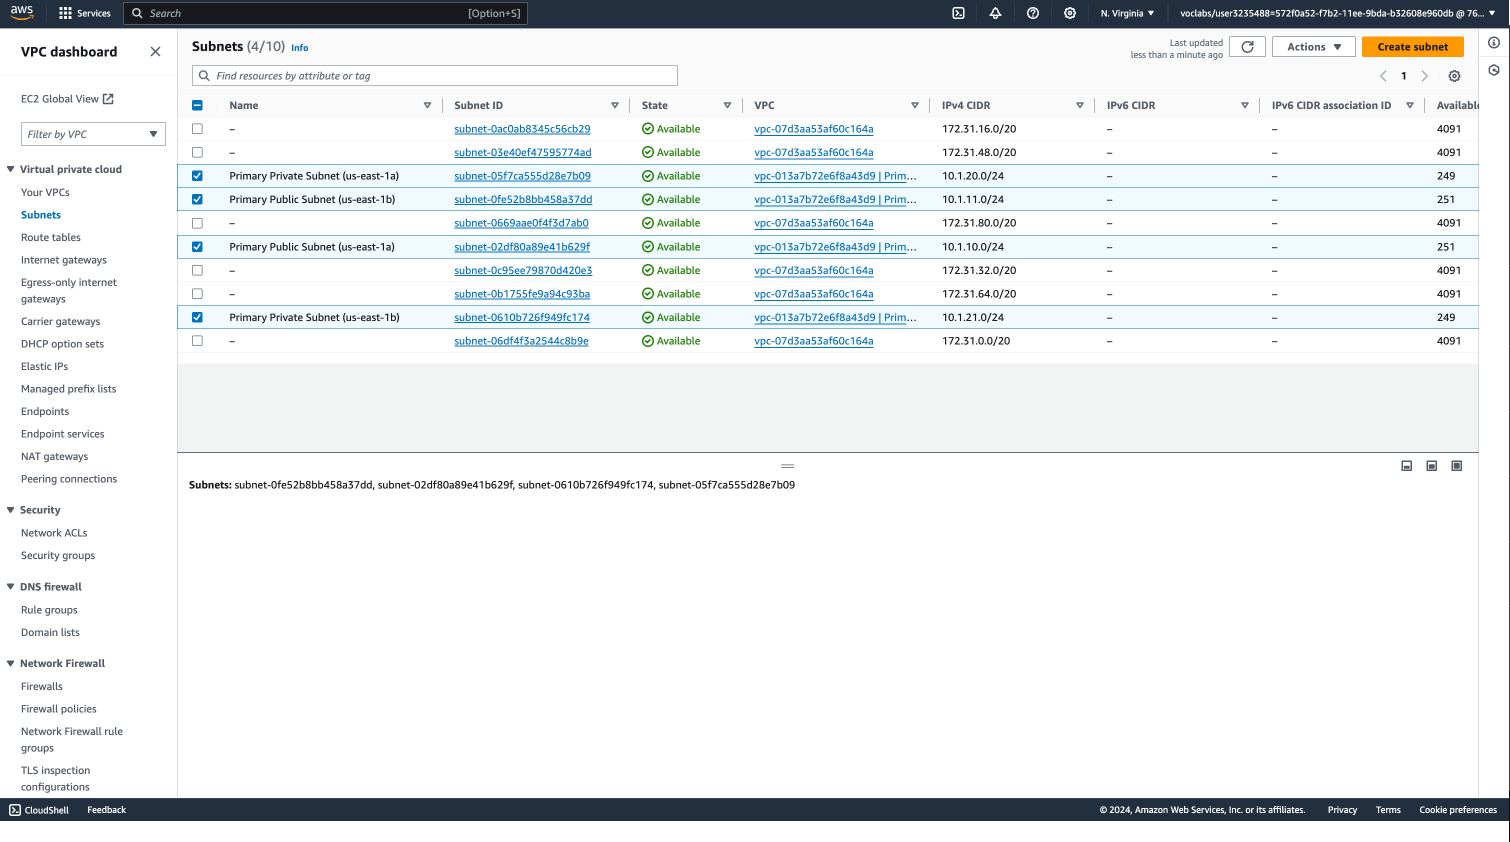 aws
Services
Search
[Option+S]
N. Virginia
voclabs/user3235488=572f0a52-f7b2-11ee-9bda-b32608e960db @ 76...
VPC dashboard
EC2 Global View
Filter by VPC
Virtual private cloud
Your VPCs
Subnets
Route tables
Internet gateways
Egress-only internet
gateways
Carrier gateways
DHCP option sets
Elastic IPs
Managed prefix lists
Endpoints
Endpoint services
NAT gateways
Peering connections
Security
Network ACLs
Security groups
DNS firewall
Rule groups
Domain lists
Network Firewall
Firewalls
Firewall policies
Network Firewall rule
groups
TLS inspection
configurations
Subnets (4/10) Info
Last updated
less than a minute ago
Actions
Create subnet
Find resources by attribute or tag
1
Name Subnet ID State VPC IPv4 CIDR IPv6 CIDR IPv6 CIDR association ID Available
– subnet-0ac0ab8345c56cb29 Available vpc-07d3aa53af60c164a 172.31.16.0/20 – – 4091
– subnet-03e40ef47595774ad Available vpc-07d3aa53af60c164a 172.31.48.0/20 – – 4091
Primary Private Subnet (us-east-1a) subnet-05f7ca555d28e7b09 Available vpc-013a7b72e6f8a43d9 | Prim... 10.1.20.0/24 – – 249
Primary Public Subnet (us-east-1b) subnet-0fe52b8bb458a37dd Available vpc-013a7b72e6f8a43d9 | Prim... 10.1.11.0/24 – – 251
– subnet-0669aae0f4f3d7ab0 Available vpc-07d3aa53af60c164a 172.31.80.0/20 – – 4091
Primary Public Subnet (us-east-1a) subnet-02df80a89e41b629f Available vpc-013a7b72e6f8a43d9 | Prim... 10.1.10.0/24 – – 251
– subnet-0c95ee79870d420e3 Available vpc-07d3aa53af60c164a 172.31.32.0/20 – – 4091
– subnet-0b1755fe9a94c93ba Available vpc-07d3aa53af60c164a 172.31.64.0/20 – – 4091
Primary Private Subnet (us-east-1b) subnet-0610b726f949fc174 Available vpc-013a7b72e6f8a43d9 | Prim... 10.1.21.0/24 – – 249
– subnet-06df4f3a2544c8b9e Available vpc-07d3aa53af60c164a 172.31.0.0/20 – – 4091
Subnets: subnet-0fe52b8bb458a37dd, subnet-02df80a89e41b629f, subnet-0610b726f949fc174, subnet-05f7ca555d28e7b09
CloudShell Feedback © 2024, Amazon Web Services, Inc. or its affiliates. Privacy Terms Cookie preferences